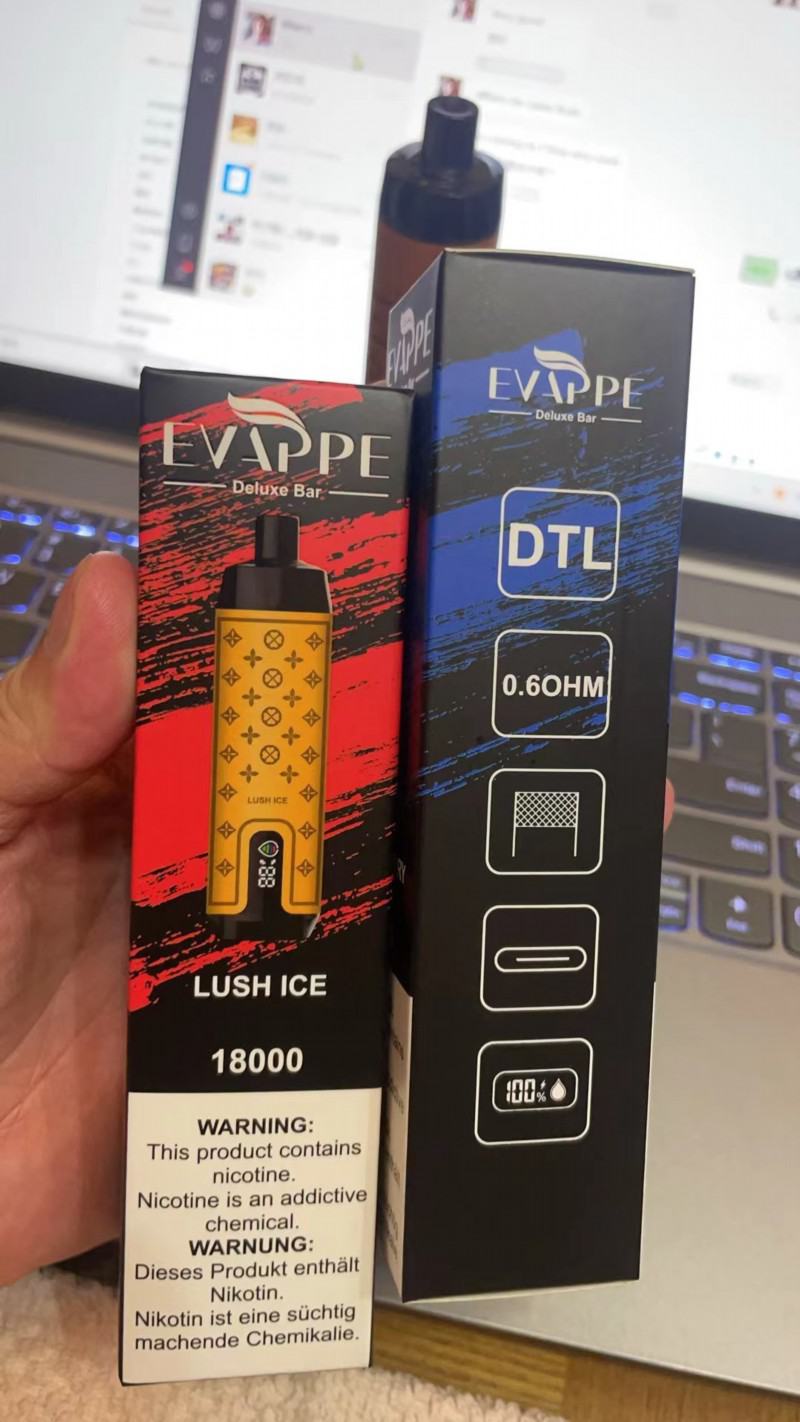 EVAPPE
Deluxe Bar
LUSH ICE
LUSH ICE
18000
WARNING:
This product contains
nicotine.
Nicotine is an addictive
chemical.
WARNUNG:
Dieses Produkt enthält
Nikotin.
Nikotin ist eine süchtig
machende Chemikalie.
EVAPPE
EVAPPE
Deluxe Bar
DTL
0.6OHM
100%